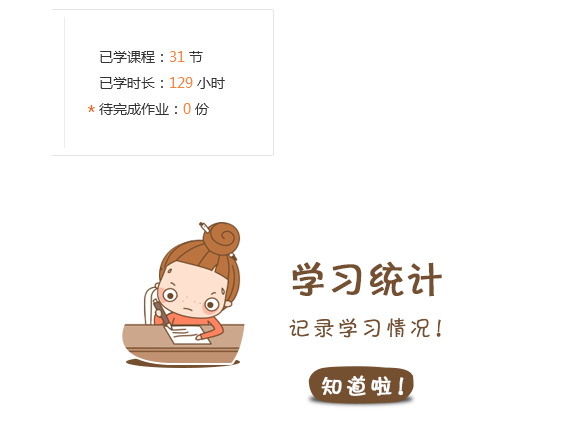 已学课程：31 节
已学时长：129 小时
* 待完成作业：0 份
学习统计
记录学习情况！
知道啦！